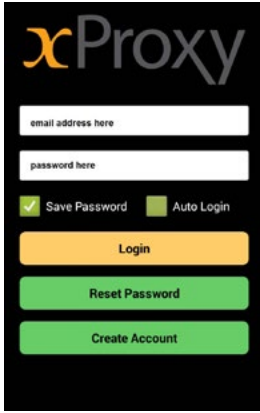 xProxy
email address here
password here
Save Password Auto Login
Login
Reset Password
Create Account